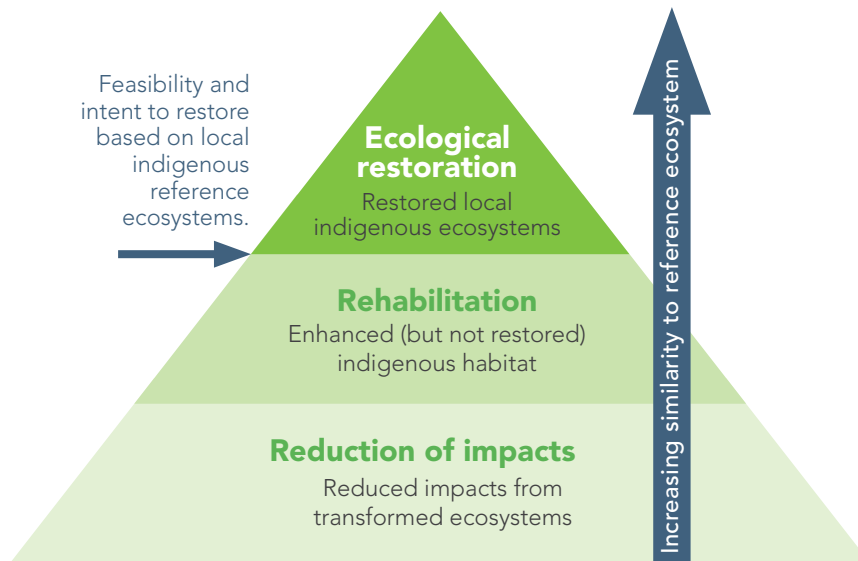 Feasibility and
intent to restore
based on local
indigenous
reference
ecosystems.
Ecological
restoration
Restored local
indigenous ecosystems
Rehabilitation
Enhanced (but not restored)
indigenous habitat
Reduction of impacts
Reduced impacts from
transformed ecosystems
Increasing similarity to reference ecosystem